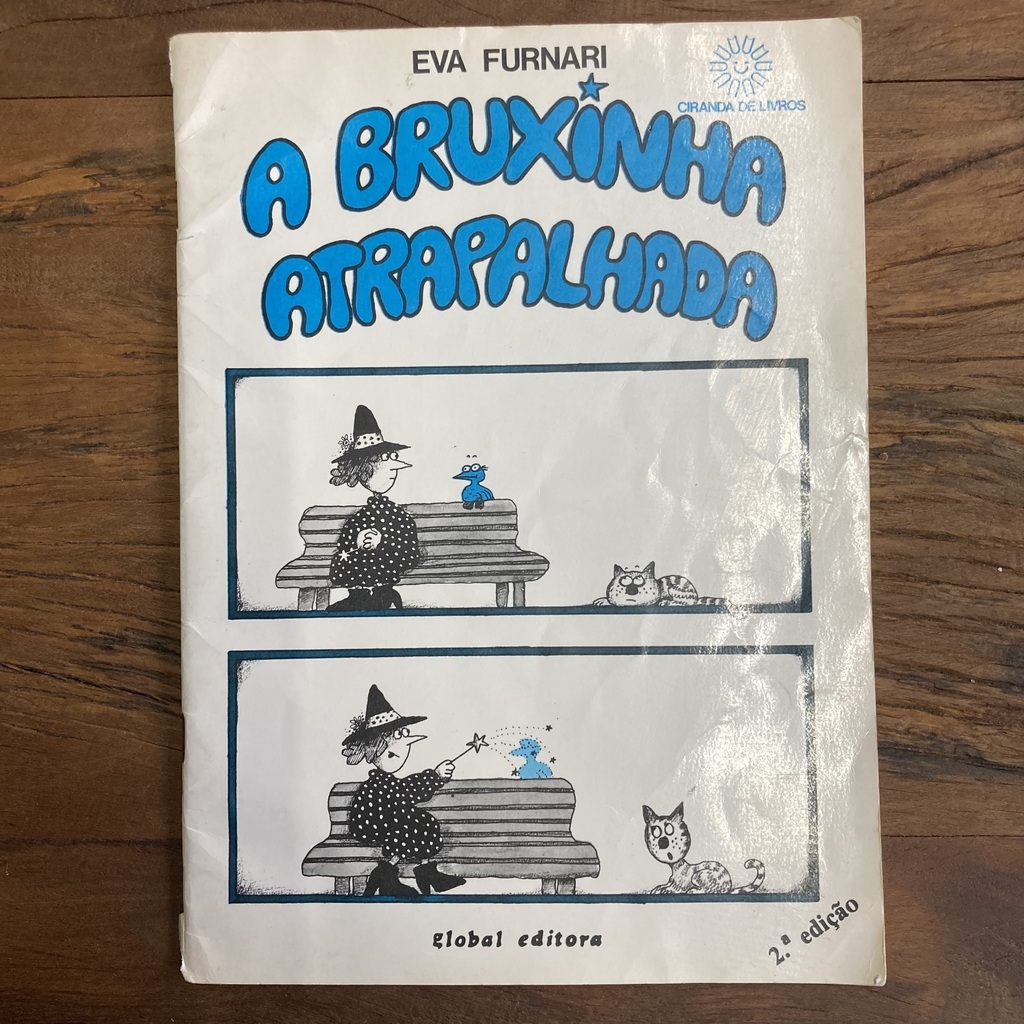 EVA FURNARI
CIRANDA DE LIVROS
A BRUXINHA
ATRAPALHADA
global editora
2.ª edição